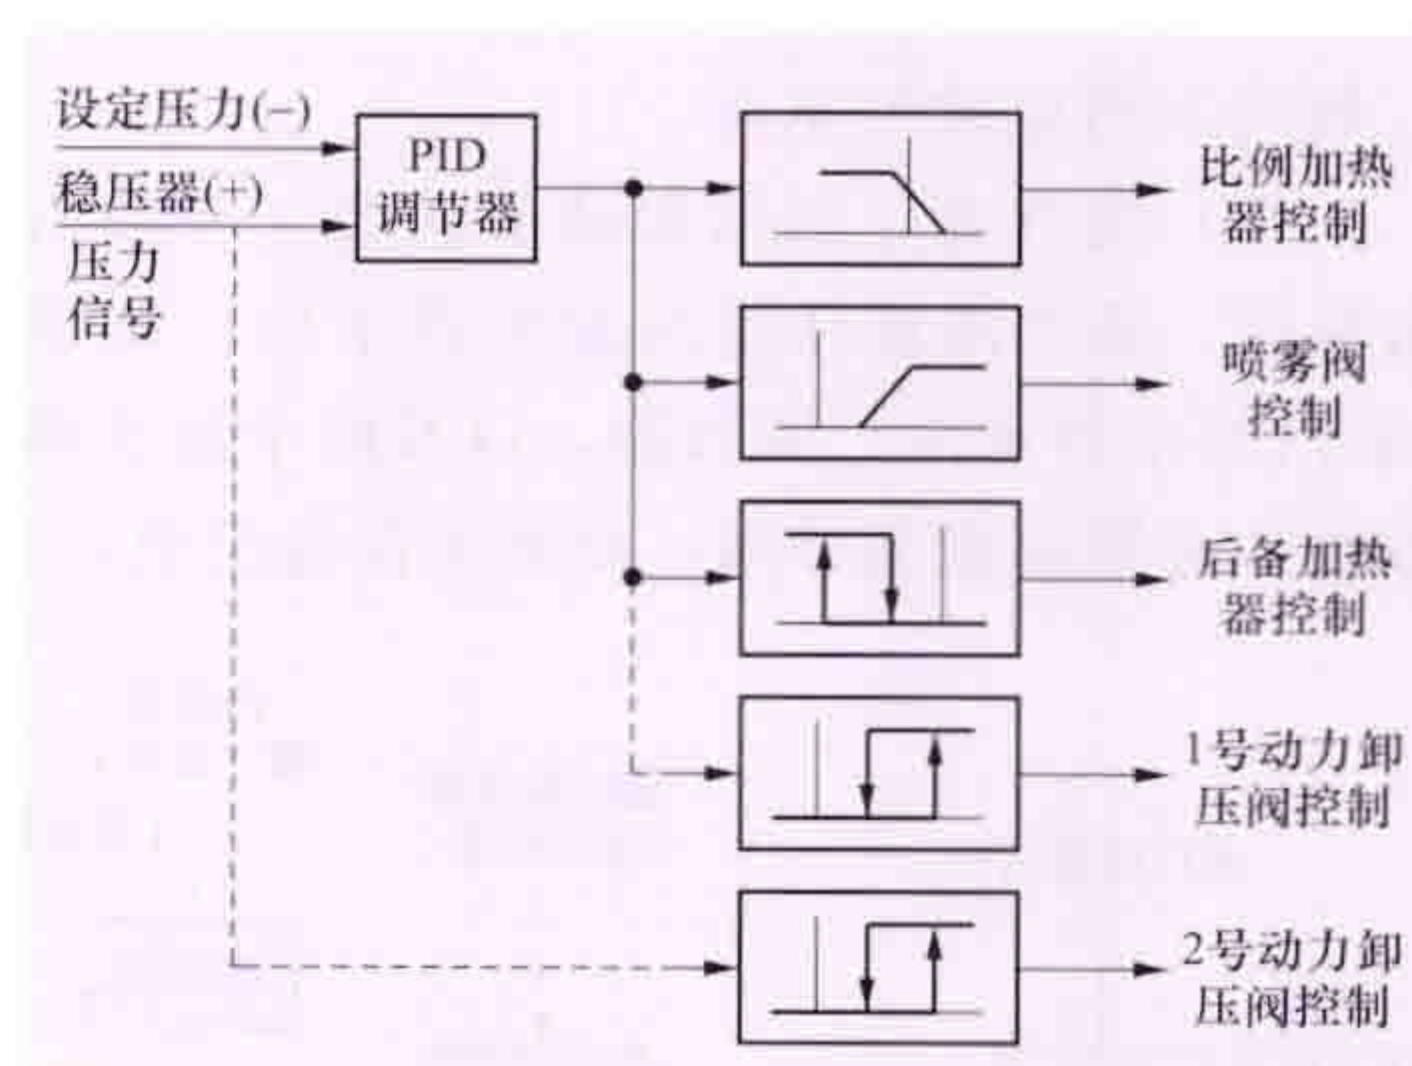 设定压力(−)
稳压器(+)
压力
信号
PID
调节器
比例加热
器控制
喷雾阀
控制
后备加热
器控制
1号动力卸
压阀控制
2号动力卸
压阀控制